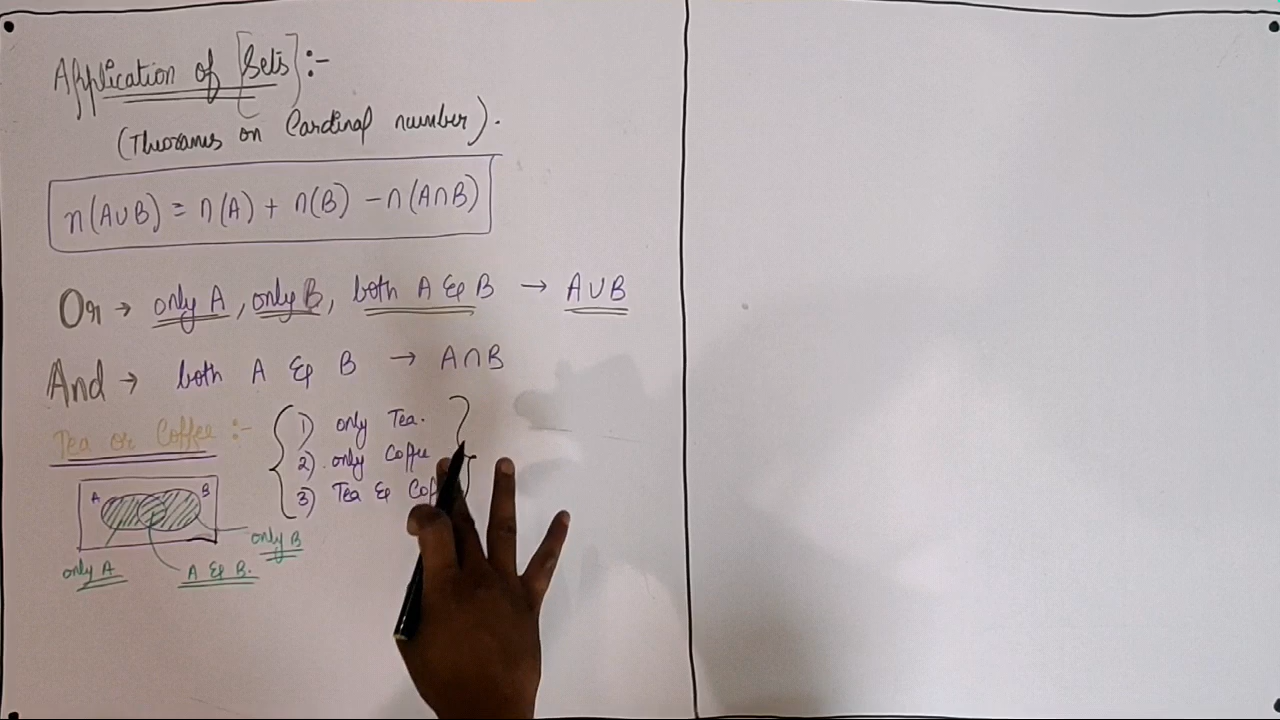 Application of [Sets] :-
(Theorams on Cardinal number).
n(A∪B) = n(A) + n(B) - n(A∩B)
Or → only A, only B, both A & B → A∪B
And → both A & B → A∩B
Tea or Coffee :-
1) only Tea.
2) only Coffee
3) Tea & Cof
A B
only B
only A
A & B.